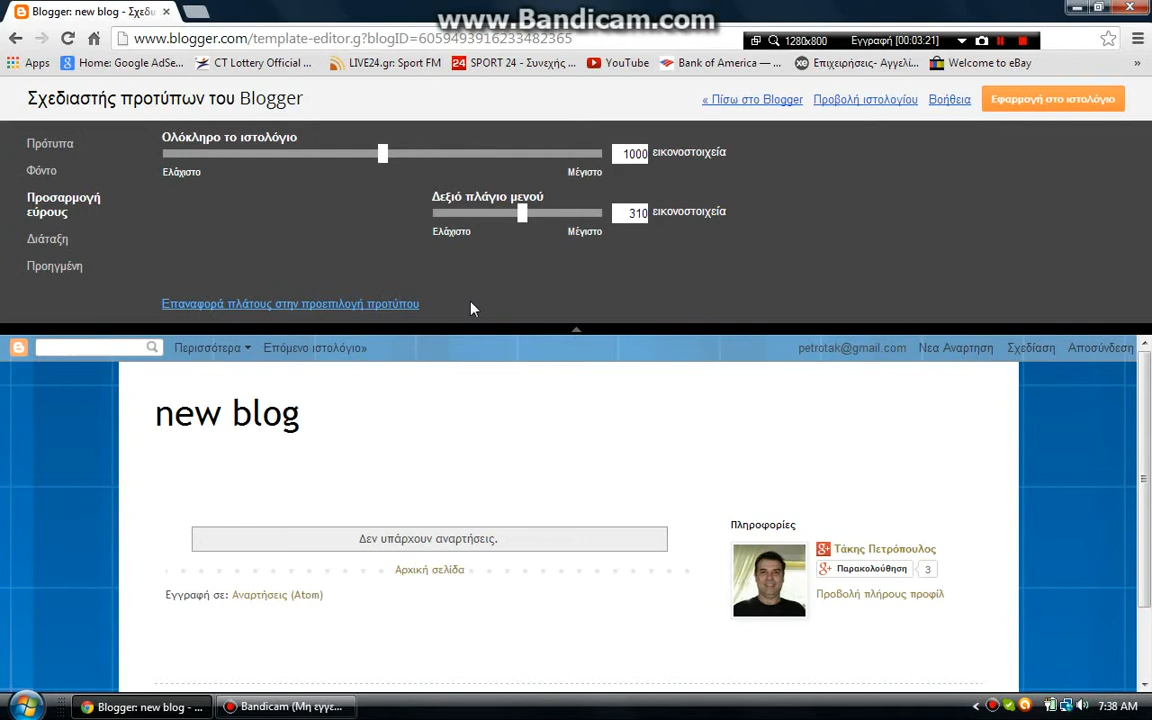 www.Bandicam.com
Blogger: new blog - Σχεδι
www.blogger.com/template-editor.g?blogID=6059493916233482365
1280x800
Εγγραφή [00:03:21]
Apps
Home: Google AdSe...
CT Lottery Official ...
LIVE24.gr: Sport FM
SPORT 24 - Συνεχής ...
YouTube
Bank of America — ...
Επιχειρήσεις- Αγγελί...
Welcome to eBay
»
Σχεδιαστής προτύπων του Blogger
« Πίσω στο Blogger
Προβολή ιστολογίου
Βοήθεια
Εφαρμογή στο ιστολόγιο
Πρότυπα
Φόντο
Προσαρμογή
εύρους
Διάταξη
Προηγμένη
Ολόκληρο το ιστολόγιο
1000 εικονοστοιχεία
Ελάχιστο
Μέγιστο
Δεξιό πλάγιο μενού
310 εικονοστοιχεία
Ελάχιστο
Μέγιστο
Επαναφορά πλάτους στην προεπιλογή προτύπου
Περισσότερα
Επόμενο ιστολόγιο»
petrotak@gmail.com
Νεα Αναρτηση
Σχεδίαση
Αποσύνδεση
new blog
Δεν υπάρχουν αναρτήσεις.
Αρχική σελίδα
Εγγραφή σε: Αναρτήσεις (Atom)
Πληροφορίες
Τάκης Πετρόπουλος
Παρακολούθηση
3
Προβολή πλήρους προφίλ
Blogger: new blog - ...
Bandicam (Μη εγγε...
7:38 AM